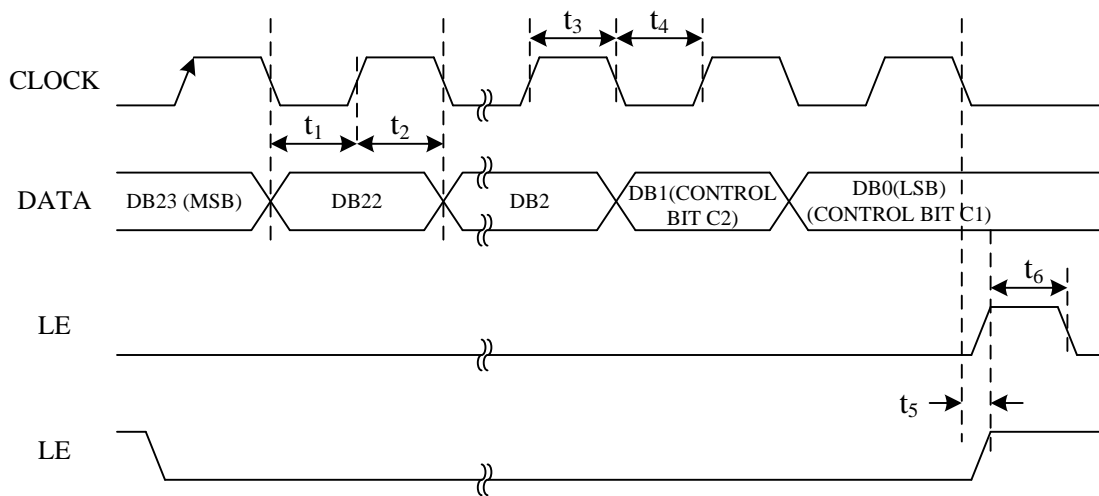 t3
t4
CLOCK
t1
t2
DATA
DB23 (MSB)
DB22
DB2
DB1(CONTROL
BIT C2)
DB0(LSB)
(CONTROL BIT C1)
t6
LE
t5
LE